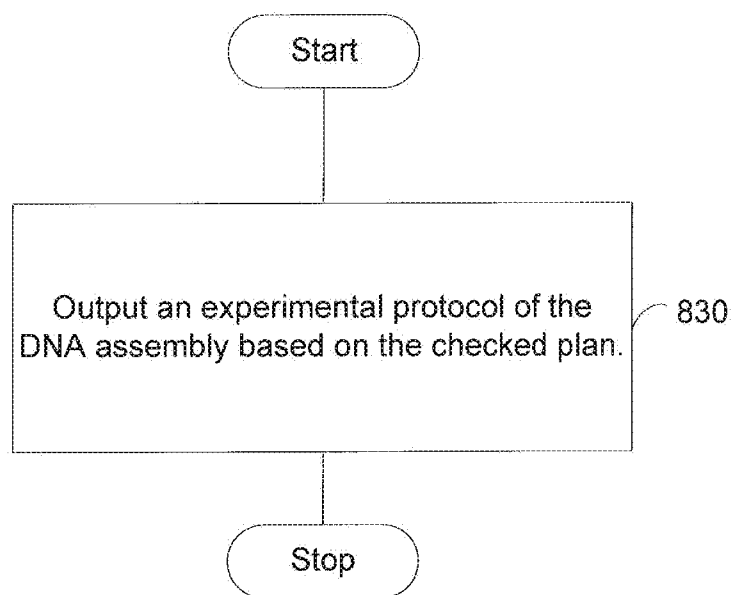 Start
Output an experimental protocol of the
DNA assembly based on the checked plan.
830
Stop